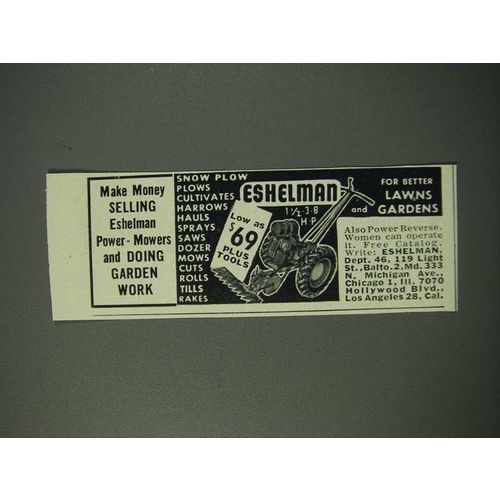 Make Money
SELLING
Eshelman
Power-Mowers
and DOING
GARDEN
WORK
SNOW PLOW
PLOWS
CULTIVATES
HARROWS
HAULS
SPRAYS
SAWS
DOZER
MOWS
CUTS
ROLLS
TILLS
RAKES
ESHELMAN
1½-3-8
H·P
Low as
$69
PLUS
TOOLS
FOR BETTER
LAWNS
and GARDENS
Also Power Reverse.
Women can operate
it. Free Catalog.
Write: ESHELMAN.
Dept. 46, 119 Light
St., Balto. 2, Md. 333
N. Michigan Ave.,
Chicago 1, Ill. 7070
Hollywood Blvd.,
Los Angeles 28, Cal.